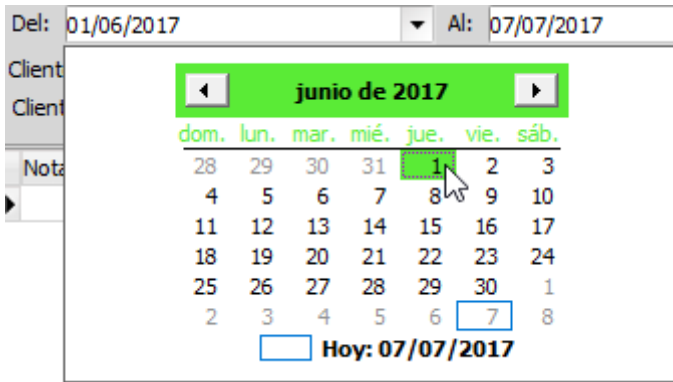 Del: 01/06/2017 Al: 07/07/2017
Client
Client
Nota
junio de 2017
dom. lun. mar. mié. jue. vie. sáb.
28 29 30 31 1 2 3
4 5 6 7 8 9 10
11 12 13 14 15 16 17
18 19 20 21 22 23 24
25 26 27 28 29 30 1
2 3 4 5 6 7 8
Hoy: 07/07/2017